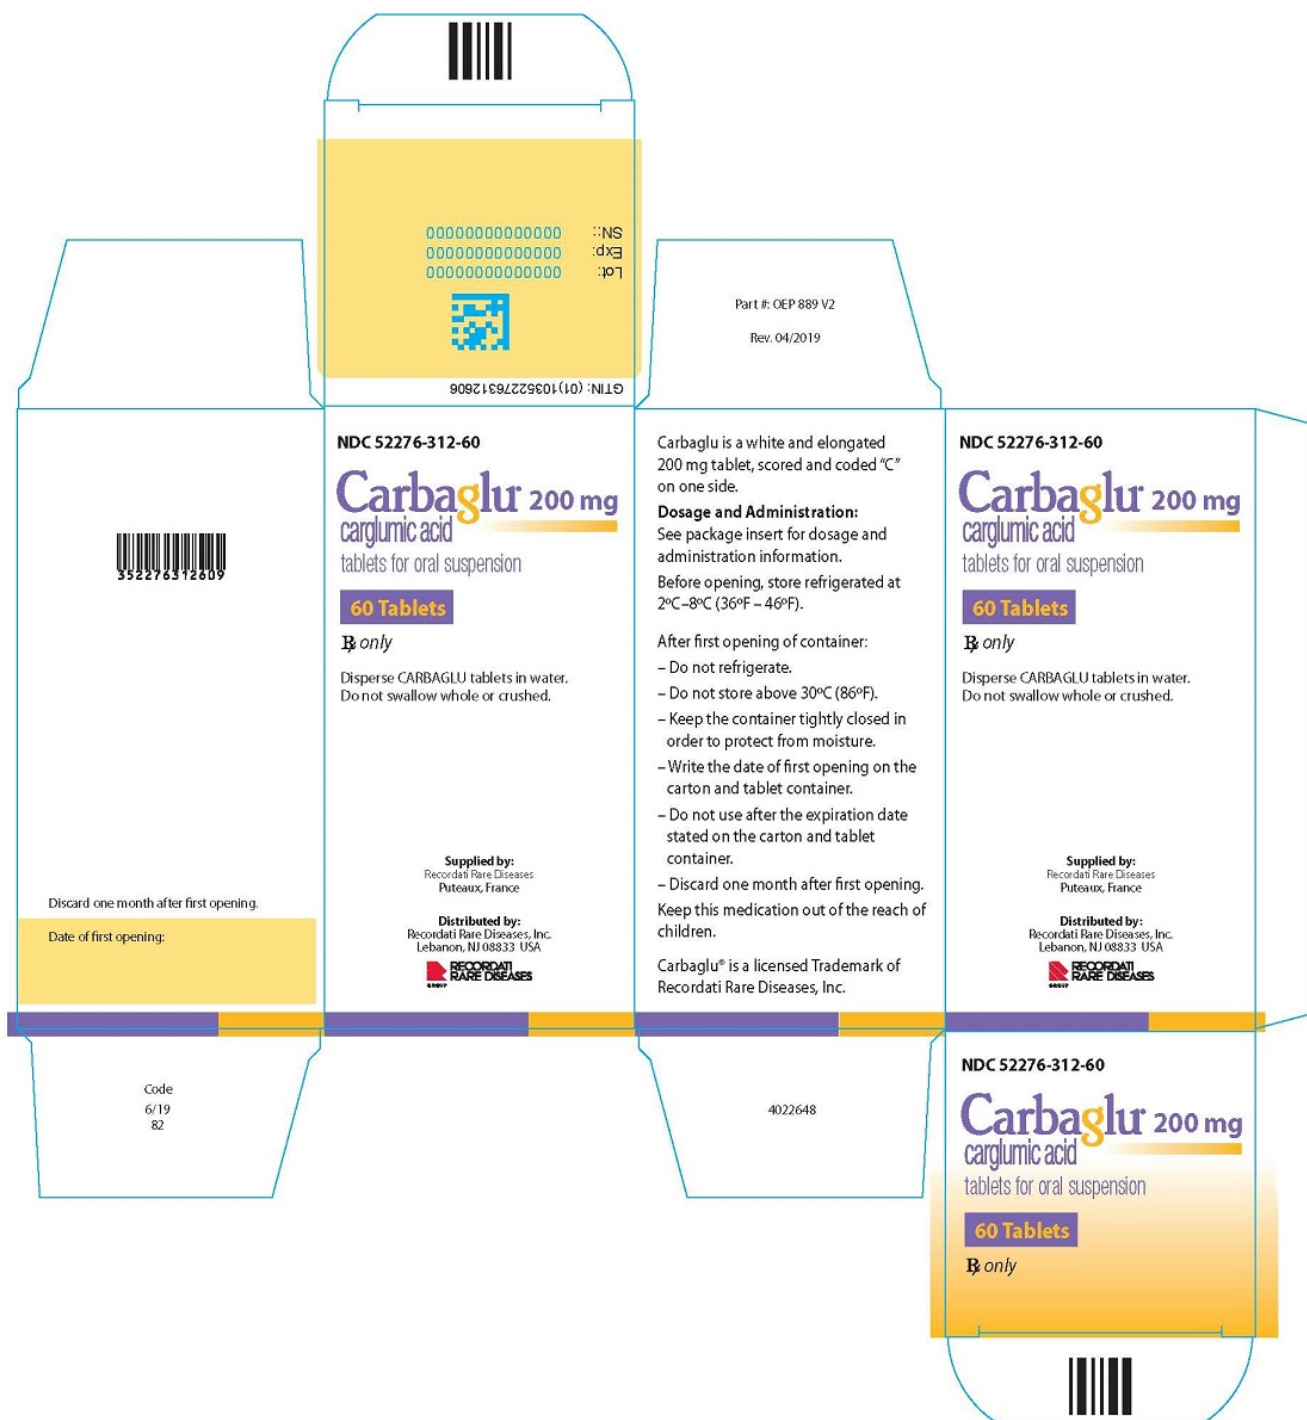 SN:: 00000000000000
Exp: 00000000000000
Lot: 00000000000000
GTIN: (01)10352276312606
Part #: OEP 889 V2
Rev. 04/2019
352276312609
Discard one month after first opening.
Date of first opening:
NDC 52276-312-60
Carbaglu 200 mg
carglumic acid
tablets for oral suspension
60 Tablets
℞ only
Disperse CARBAGLU tablets in water.
Do not swallow whole or crushed.
Supplied by:
Recordati Rare Diseases
Puteaux, France
Distributed by:
Recordati Rare Diseases, Inc.
Lebanon, NJ 08833 USA
RECORDATI
RARE DISEASES
GROUP
Carbaglu is a white and elongated
200 mg tablet, scored and coded “C”
on one side.
Dosage and Administration:
See package insert for dosage and
administration information.
Before opening, store refrigerated at
2ºC–8ºC (36ºF – 46ºF).
After first opening of container:
– Do not refrigerate.
– Do not store above 30ºC (86ºF).
– Keep the container tightly closed in
order to protect from moisture.
– Write the date of first opening on the
carton and tablet container.
– Do not use after the expiration date
stated on the carton and tablet
container.
– Discard one month after first opening.
Keep this medication out of the reach of
children.
Carbaglu® is a licensed Trademark of
Recordati Rare Diseases, Inc.
NDC 52276-312-60
Carbaglu 200 mg
carglumic acid
tablets for oral suspension
60 Tablets
℞ only
Disperse CARBAGLU tablets in water.
Do not swallow whole or crushed.
Supplied by:
Recordati Rare Diseases
Puteaux, France
Distributed by:
Recordati Rare Diseases, Inc.
Lebanon, NJ 08833 USA
RECORDATI
RARE DISEASES
GROUP
Code
6/19
82
4022648
NDC 52276-312-60
Carbaglu 200 mg
carglumic acid
tablets for oral suspension
60 Tablets
℞ only